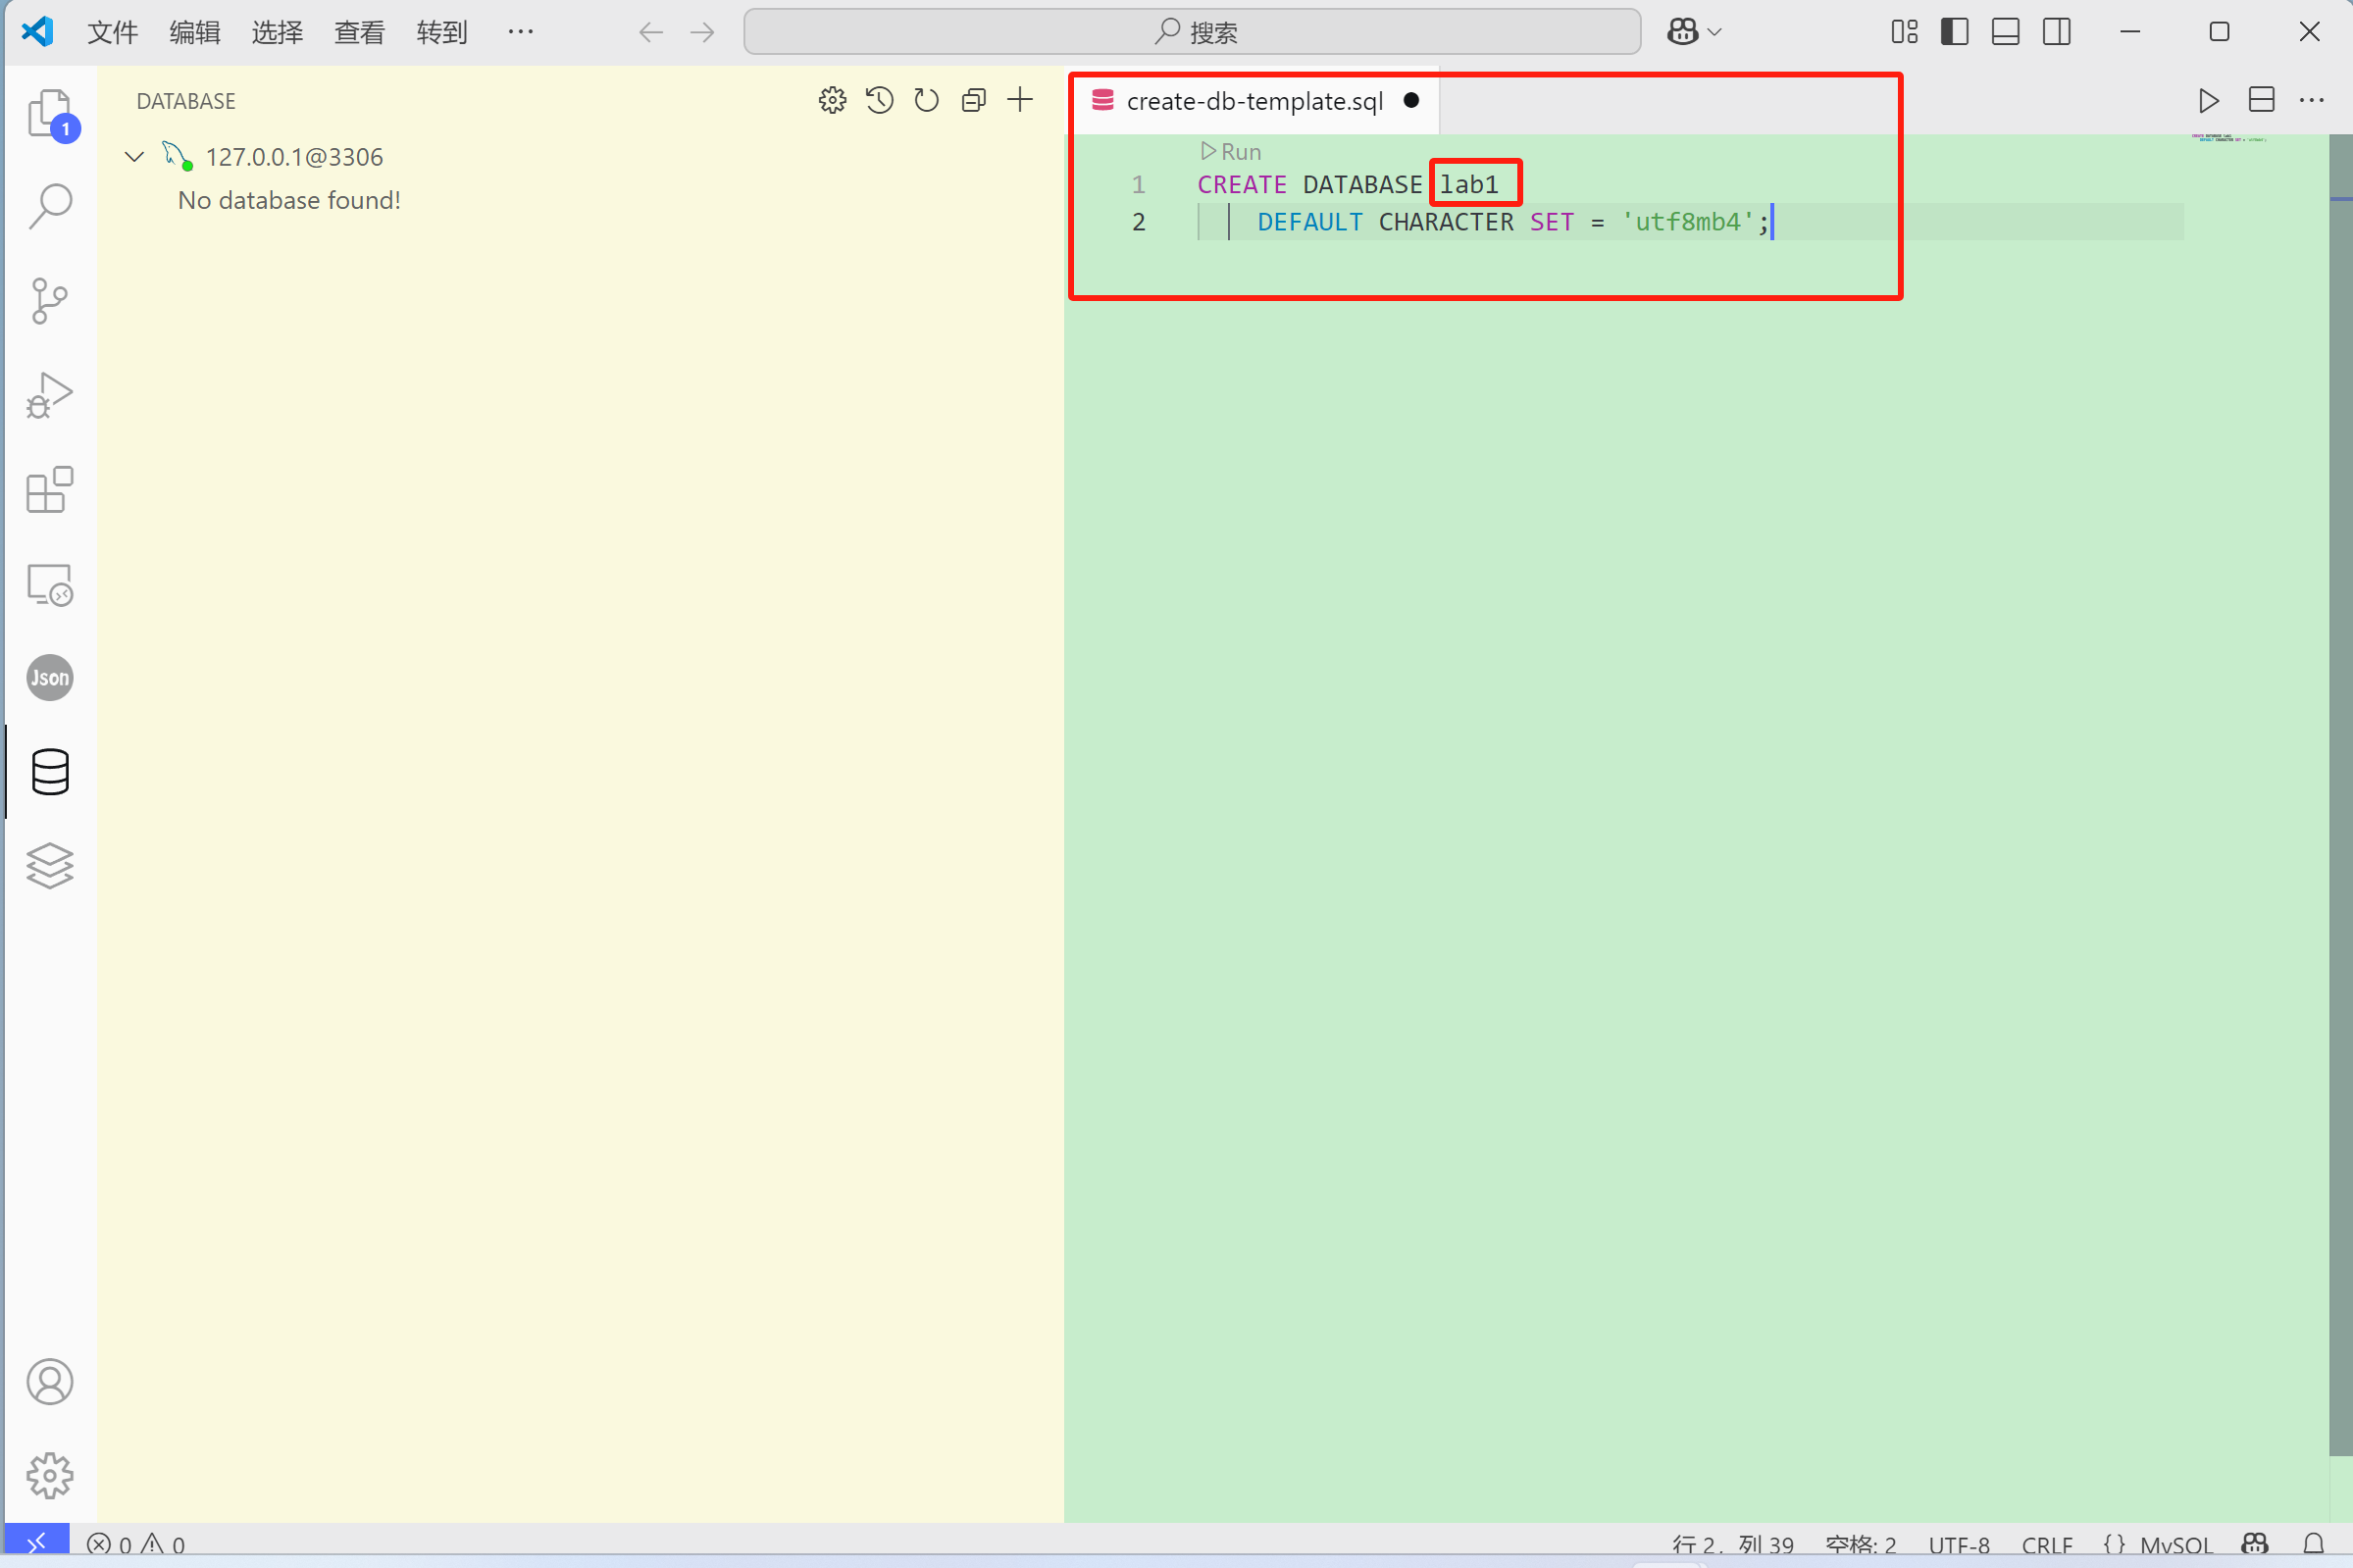 文件 编辑 选择 查看 转到 ··· 搜索
DATABASE
127.0.0.1@3306
No database found!
create-db-template.sql
Run
1 CREATE DATABASE lab1
2 DEFAULT CHARACTER SET = 'utf8mb4';
1
Json
0 0 行 2，列 39 空格: 2 UTF-8 CRLF {} MySQL